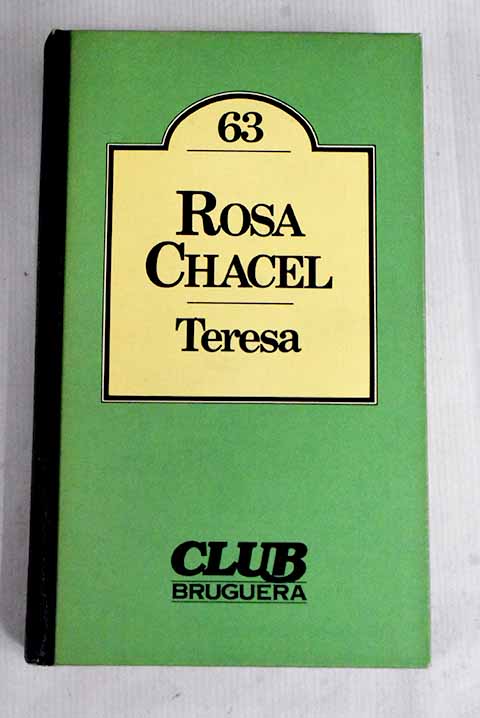 63
ROSA
CHACEL
Teresa
CLUB
BRUGUERA